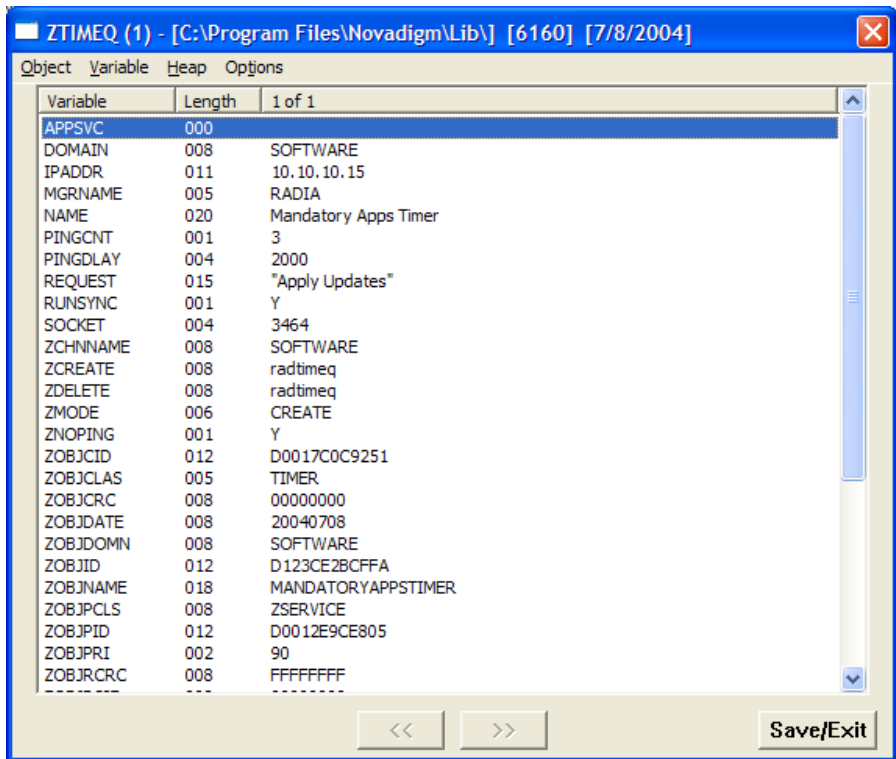 ZTIMEQ (1) - [C:\Program Files\Novadigm\Lib\] [6160] [7/8/2004]
Object Variable Heap Options
Variable Length 1 of 1
APPSVC 000
DOMAIN 008 SOFTWARE
IPADDR 011 10.10.10.15
MGRNAME 005 RADIA
NAME 020 Mandatory Apps Timer
PINGCNT 001 3
PINGDLAY 004 2000
REQUEST 015 "Apply Updates"
RUNSYNC 001 Y
SOCKET 004 3464
ZCHNNAME 008 SOFTWARE
ZCREATE 008 radtimeq
ZDELETE 008 radtimeq
ZMODE 006 CREATE
ZNOPING 001 Y
ZOBJCID 012 D0017C0C9251
ZOBJCLAS 005 TIMER
ZOBJCRC 008 00000000
ZOBJDATE 008 20040708
ZOBJDOMN 008 SOFTWARE
ZOBJID 012 D123CE2BCFFA
ZOBJNAME 018 MANDATORYAPPSTIMER
ZOBJPCLS 008 ZSERVICE
ZOBJPID 012 D0012E9CE805
ZOBJPRI 002 90
ZOBJRCRC 008 FFFFFFFF
<< >> Save/Exit